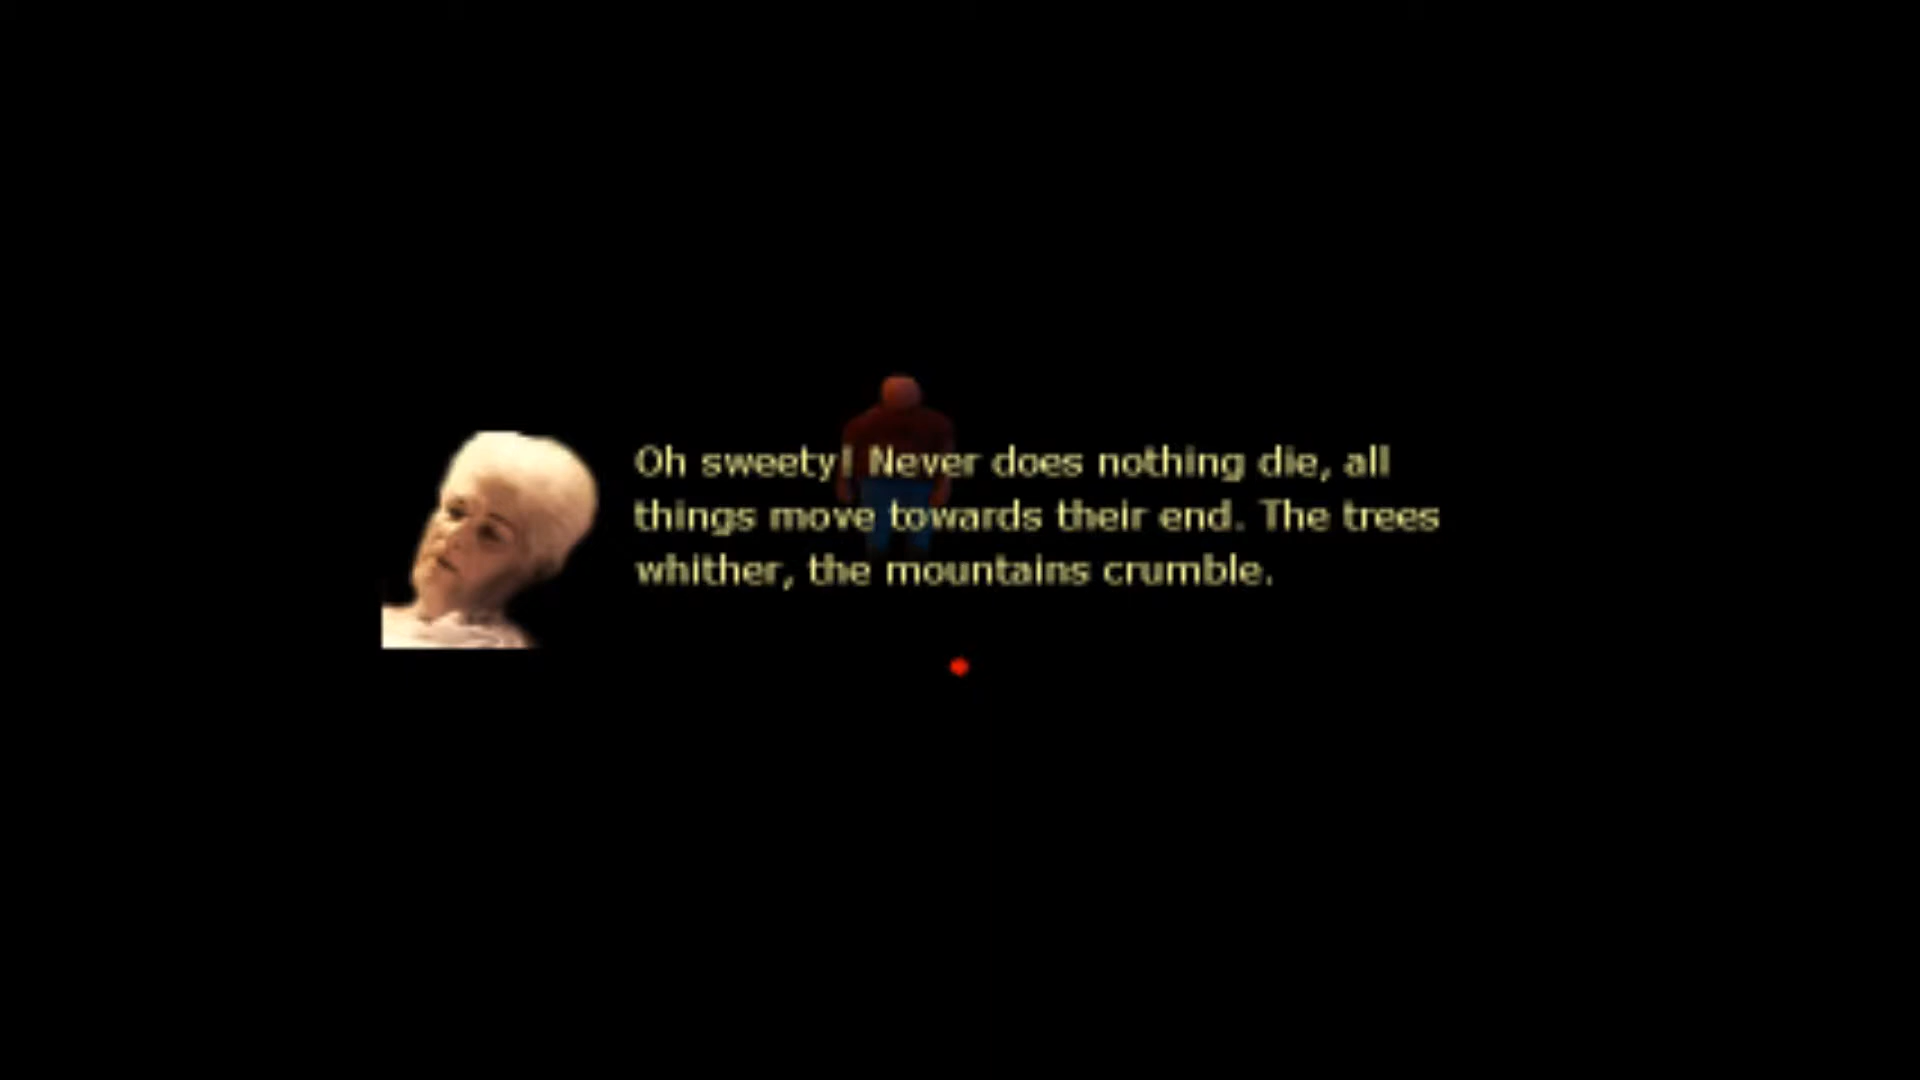 Oh sweety! Never does nothing die, all
things move towards their end. The trees
whither, the mountains crumble.